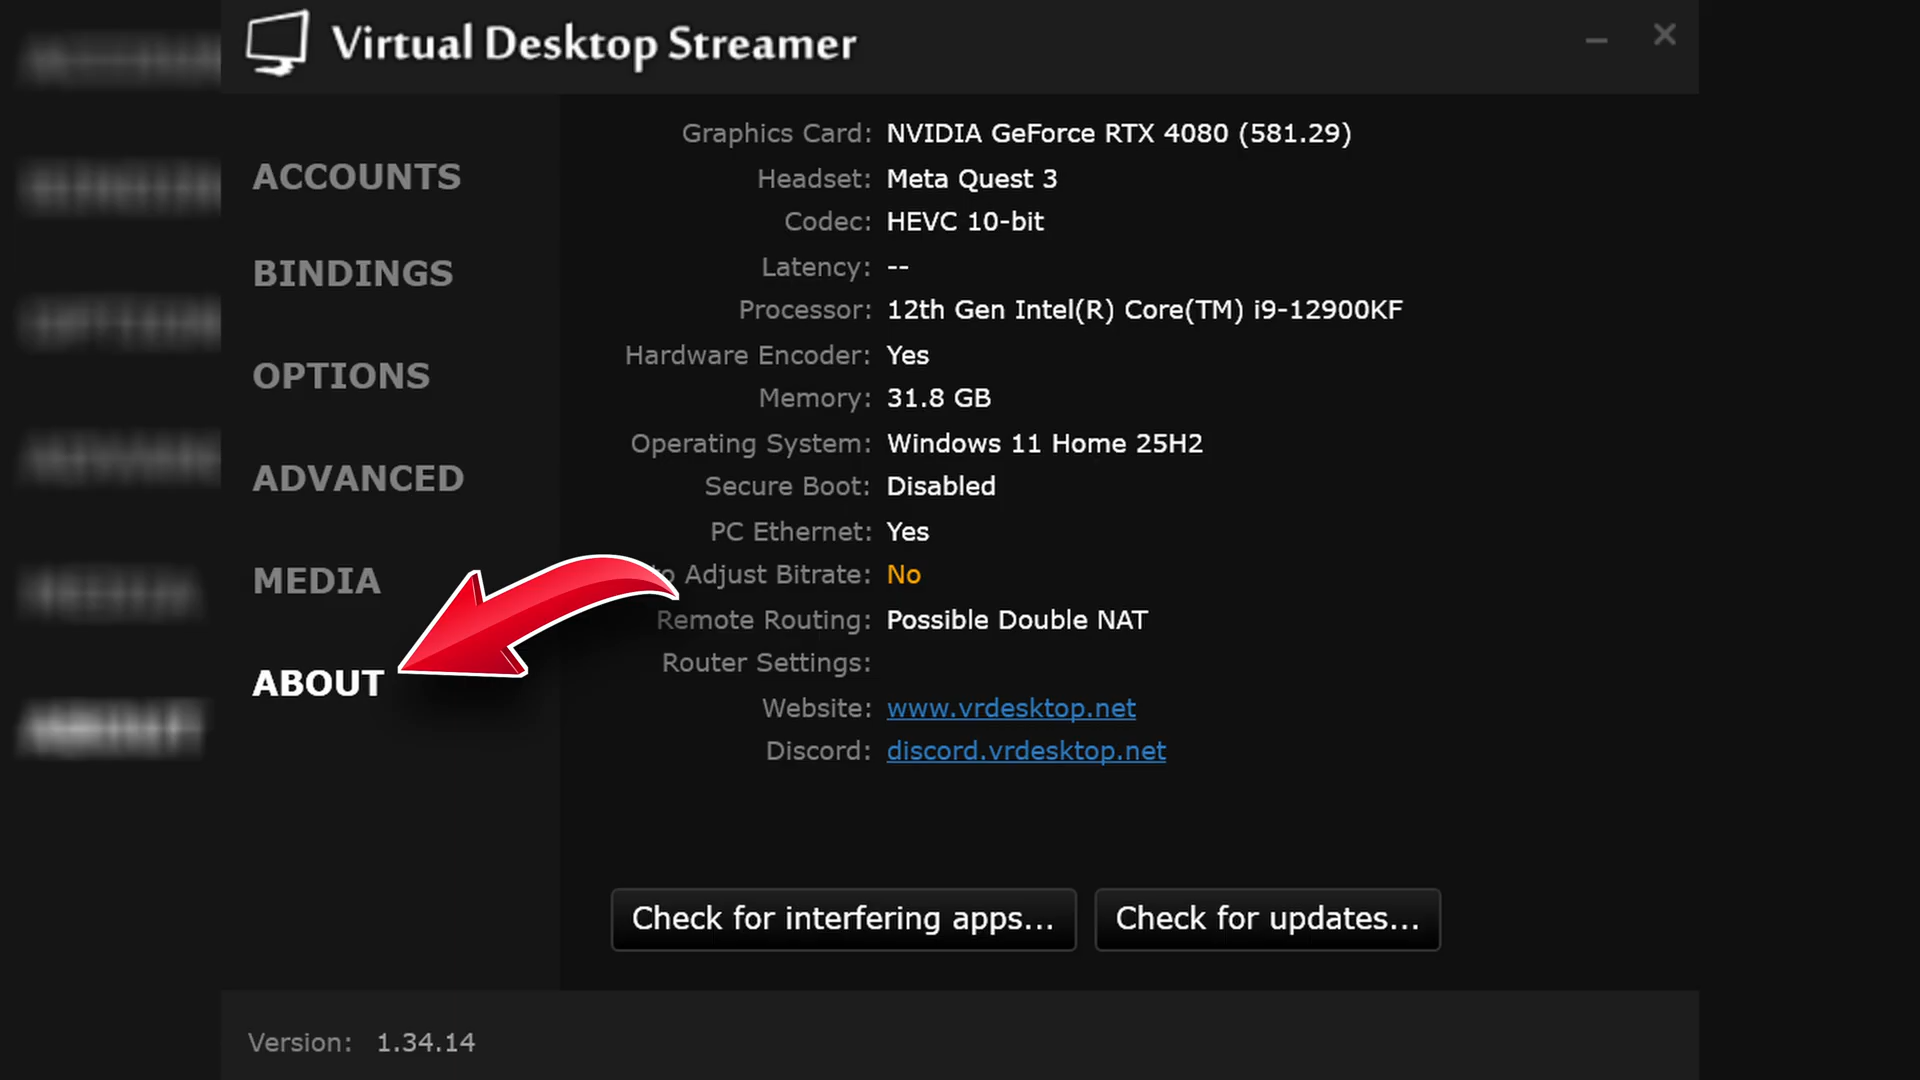 Virtual Desktop Streamer
ACCOUNTS
BINDINGS
OPTIONS
ADVANCED
MEDIA
ABOUT
Graphics Card: NVIDIA GeForce RTX 4080 (581.29)
Headset: Meta Quest 3
Codec: HEVC 10-bit
Latency: --
Processor: 12th Gen Intel(R) Core(TM) i9-12900KF
Hardware Encoder: Yes
Memory: 31.8 GB
Operating System: Windows 11 Home 25H2
Secure Boot: Disabled
PC Ethernet: Yes
Adjust Bitrate: No
Remote Routing: Possible Double NAT
Router Settings:
Website: www.vrdesktop.net
Discord: discord.vrdesktop.net
Check for interfering apps...
Check for updates...
Version: 1.34.14